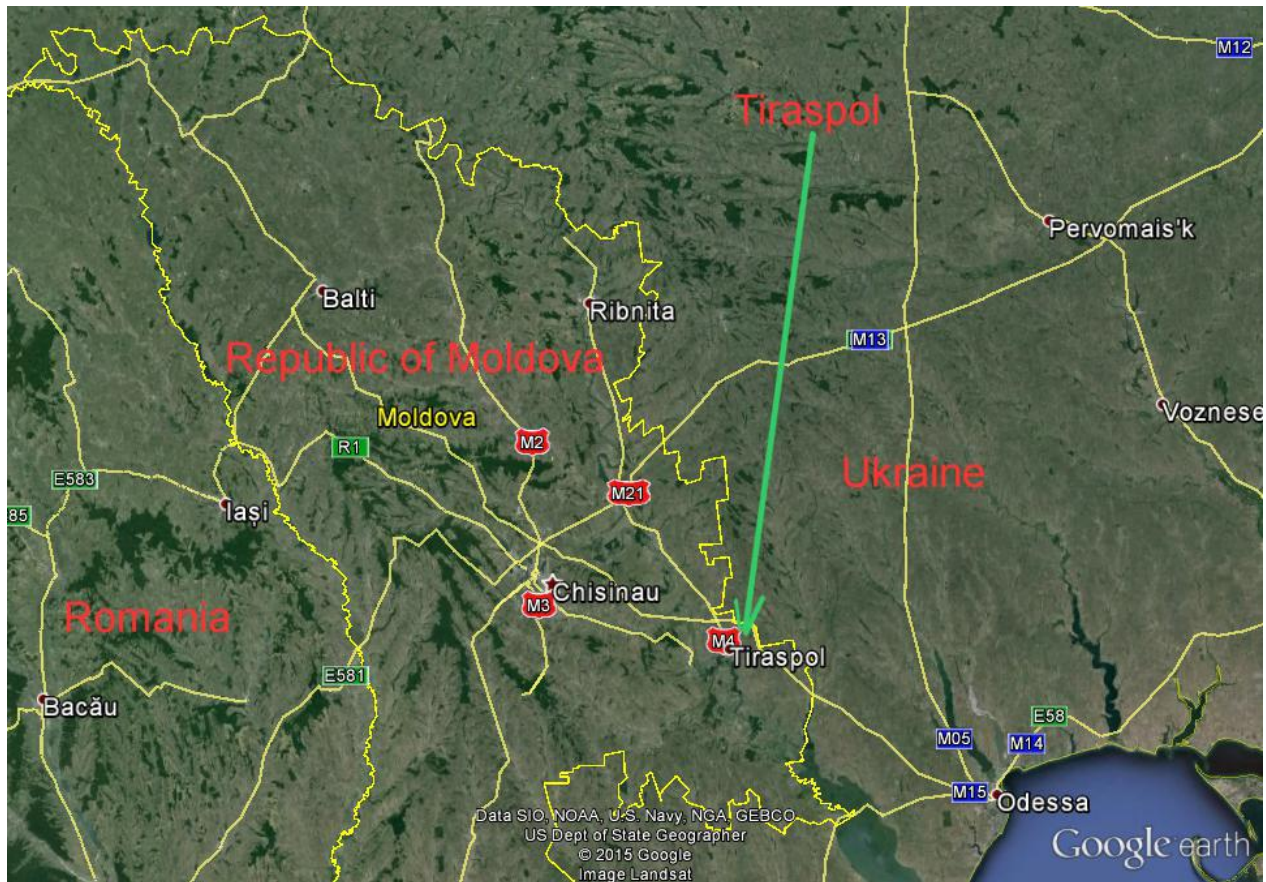 M12
Tiraspol
Pervomais'k
Balti
Ribnita
Republic of Moldova
M13
Moldova
Voznese
R1
M2
E583
Ukraine
M21
85
Iași
Chisinau
M3
Romania
M4
Tiraspol
E581
Bacău
E58
M05
M14
M15
Odessa
Data SIO, NOAA, U.S. Navy, NGA, GEBCO
US Dept of State Geographer
© 2015 Google
Image Landsat
Google earth